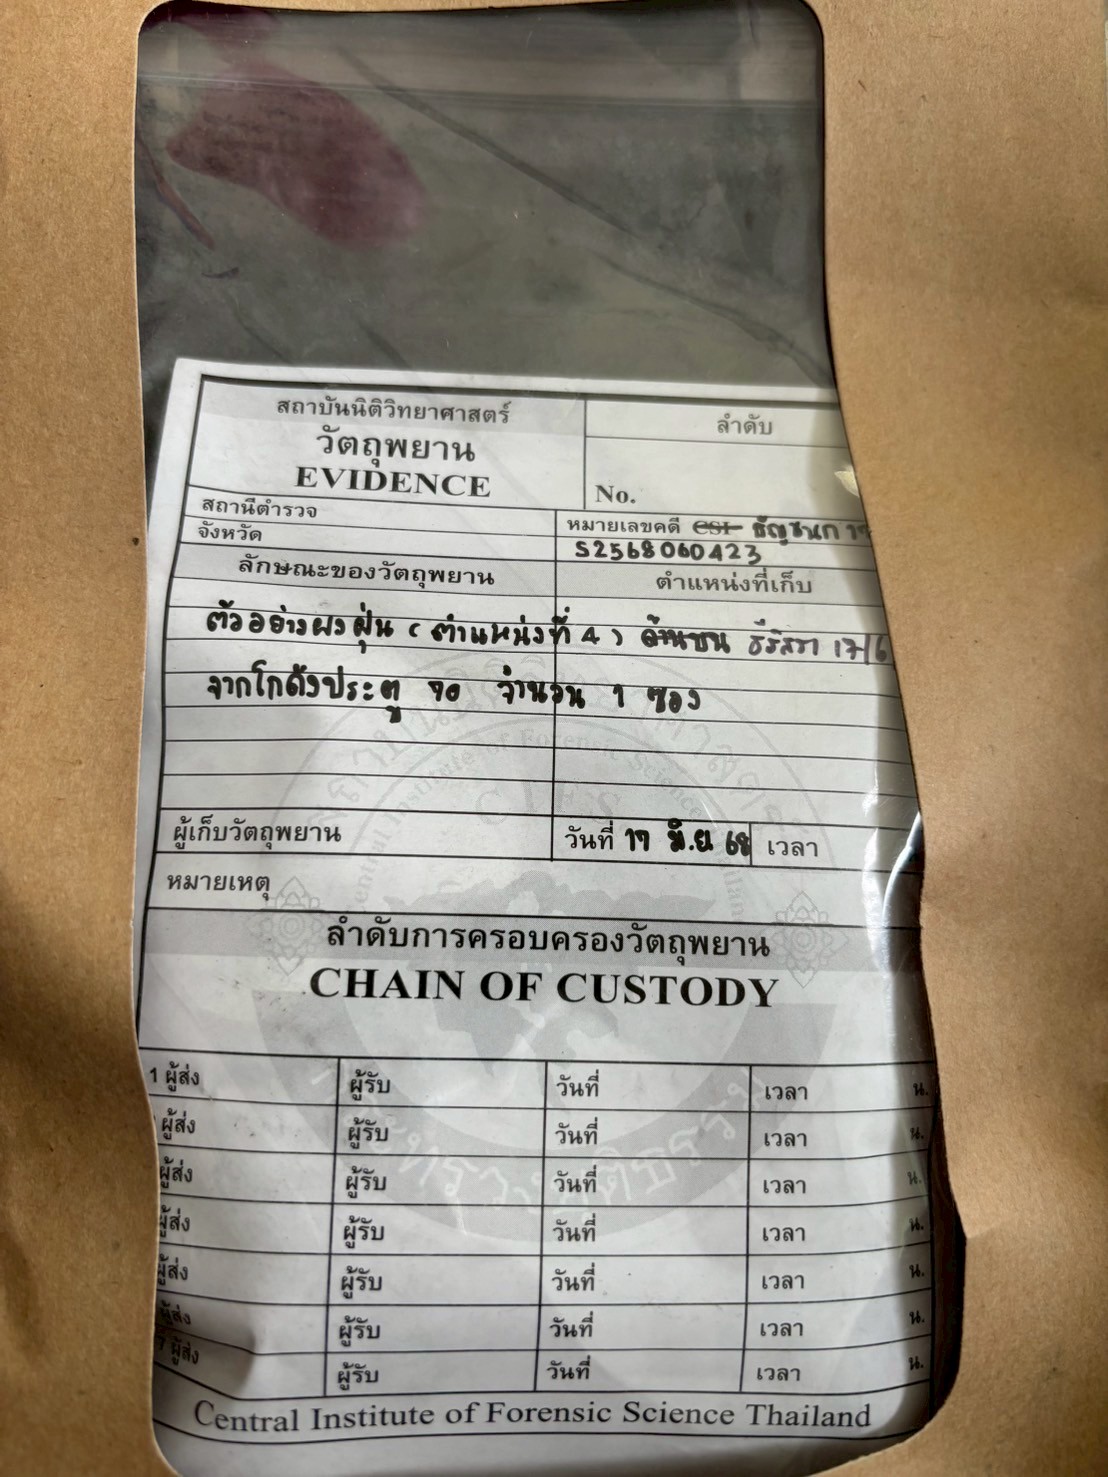 สถาบันนิติวิทยาศาสตร์
วัตถุพยาน
EVIDENCE
ลำดับ
No.
สถานีตำรวจ
จังหวัด
หมายเลขคดี CSI ธัญชนก
S2568060423
ลักษณะของวัตถุพยาน
ตำแหน่งที่เก็บ
ตัวอย่างผงฝุ่น (ตำแหน่งที่ 4) ด้านบน 17/6
จากโกดังประตู จำนวน 1 ซอง
ผู้เก็บวัตถุพยาน
วันที่ 17 มิ.ย 68 เวลา
หมายเหตุ
ลำดับการครอบครองวัตถุพยาน
CHAIN OF CUSTODY
1 ผู้ส่ง ผู้รับ วันที่ เวลา น.
ผู้ส่ง ผู้รับ วันที่ เวลา น.
ผู้ส่ง ผู้รับ วันที่ เวลา น.
ผู้ส่ง ผู้รับ วันที่ เวลา น.
ผู้ส่ง ผู้รับ วันที่ เวลา น.
ผู้ส่ง ผู้รับ วันที่ เวลา น.
ผู้ส่ง ผู้รับ วันที่ เวลา น.
Central Institute of Forensic Science Thailand